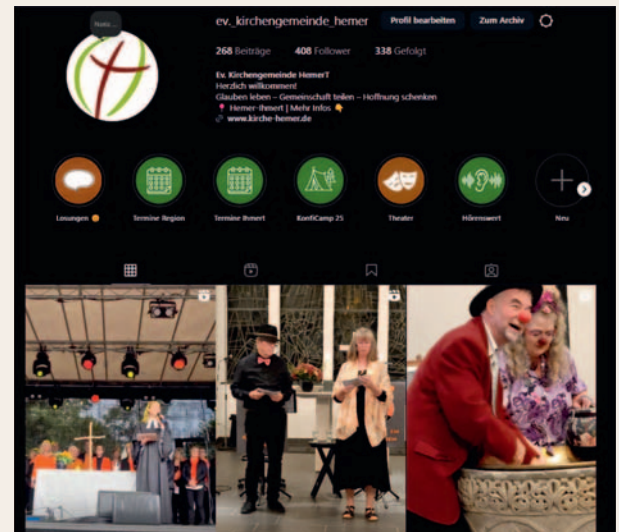 ev._kirchengemeinde_hemer Profil bearbeiten Zum Archiv
268 Beiträge 408 Follower 338 Gefolgt
Ev. Kirchengemeinde HemerT
Herzlich willkommen!
Glauben leben – Gemeinschaft teilen – Hoffnung schenken
📍 Hemer-Ihmert | Mehr Infos 👇
www.kirche-hemer.de
Losungen 😊 Termine Region Termine Ihmert KonfiCamp 25 Theater Hörenswert Neu